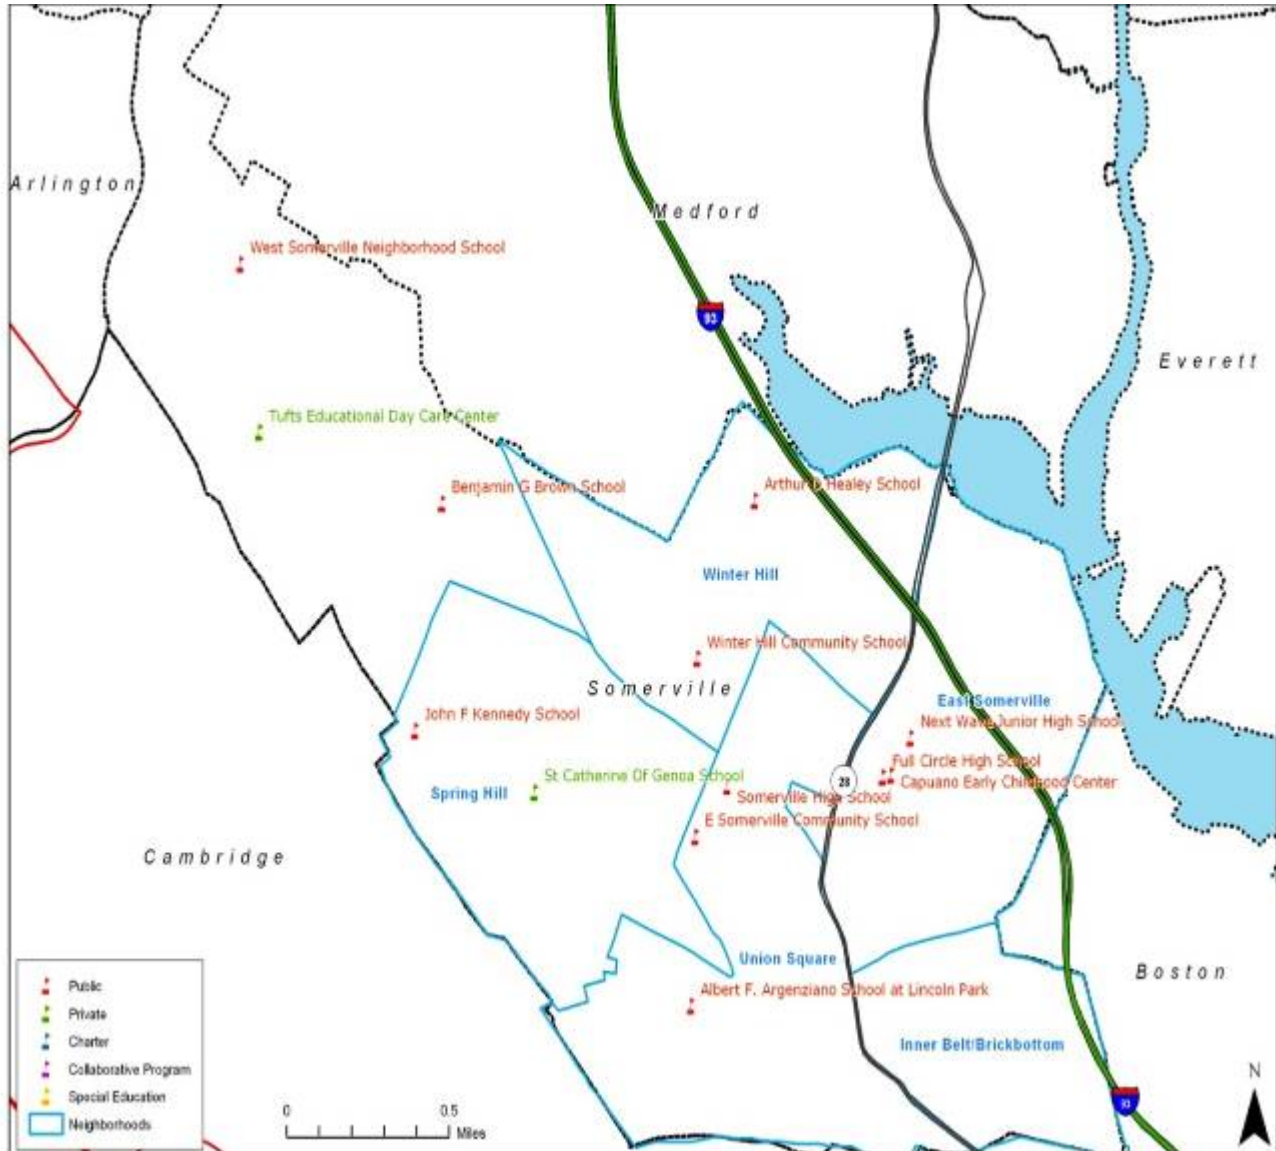 Arlington
Medford
West Somerville Neighborhood School
93
Everett
Tufts Educational Day Care Center
Benjamin G Brown School
Arthur D Healey School
Winter Hill
Winter Hill Community School
Somerville
East Somerville
John F Kennedy School
Next Wave Junior High School
Full Circle High School
St Catherine Of Genoa School
28
Capuano Early Childhood Center
Spring Hill
Somerville High School
E Somerville Community School
Cambridge
Union Square
Boston
Albert F. Argenziano School at Lincoln Park
Inner Belt/Brickbottom
Public
Private
Charter
Collaborative Program
Special Education
Neighborhoods
0 0.5
Miles
N
93